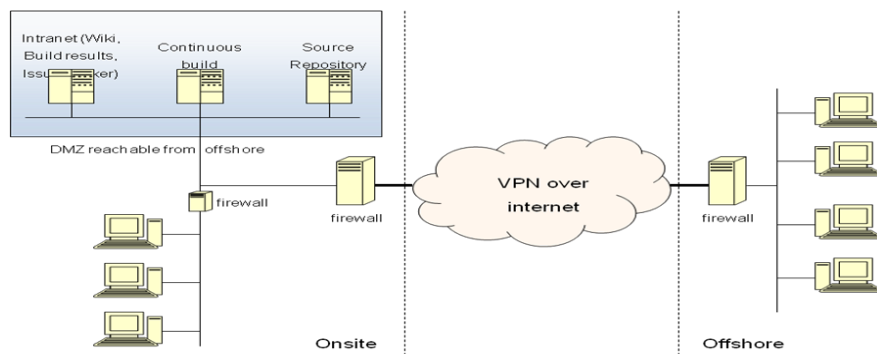 Intranet (Wiki,
Build results,
Continuous
build
Source
Repository
DMZ reachable from offshore
firewall
firewall
VPN over
internet
firewall
Onsite
Offshore